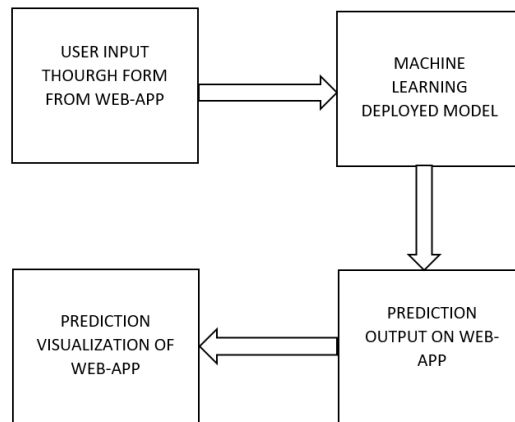 USER INPUT
THOURGH FORM
FROM WEB-APP
MACHINE
LEARNING
DEPLOYED MODEL
PREDICTION
VISUALIZATION OF
WEB-APP
PREDICTION
OUTPUT ON WEB-
APP